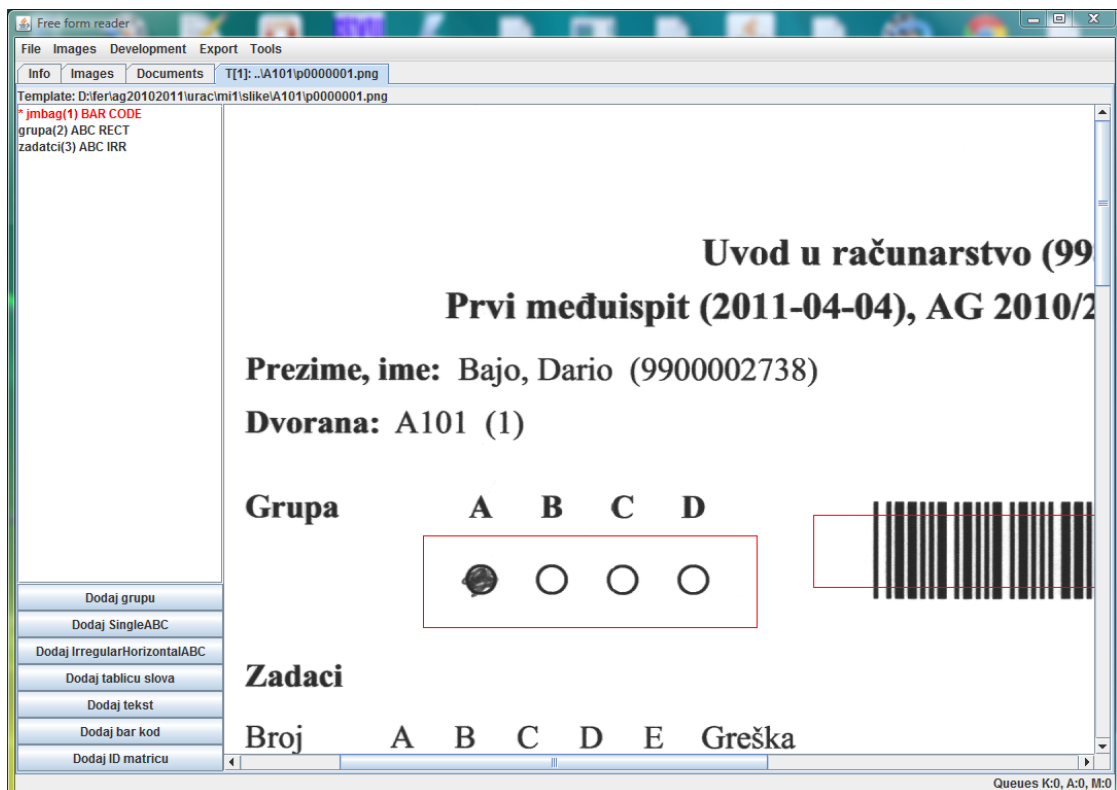 Free form reader
File Images Development Export Tools
Info Images Documents T[1]: ..\A101\p0000001.png
Template: D:\fer\ag20102011\urac\mi1\slike\A101\p0000001.png
* jmbag(1) BAR CODE
grupa(2) ABC RECT
zadatci(3) ABC IRR
Dodaj grupu
Dodaj SingleABC
Dodaj IrregularHorizontalABC
Dodaj tablicu slova
Dodaj tekst
Dodaj bar kod
Dodaj ID matricu
Uvod u računarstvo (99
Prvi međuispit (2011-04-04), AG 2010/2
Prezime, ime: Bajo, Dario (9900002738)
Dvorana: A101 (1)
Grupa A B C D
Zadaci
Broj A B C D E Greška
Queues K:0, A:0, M:0